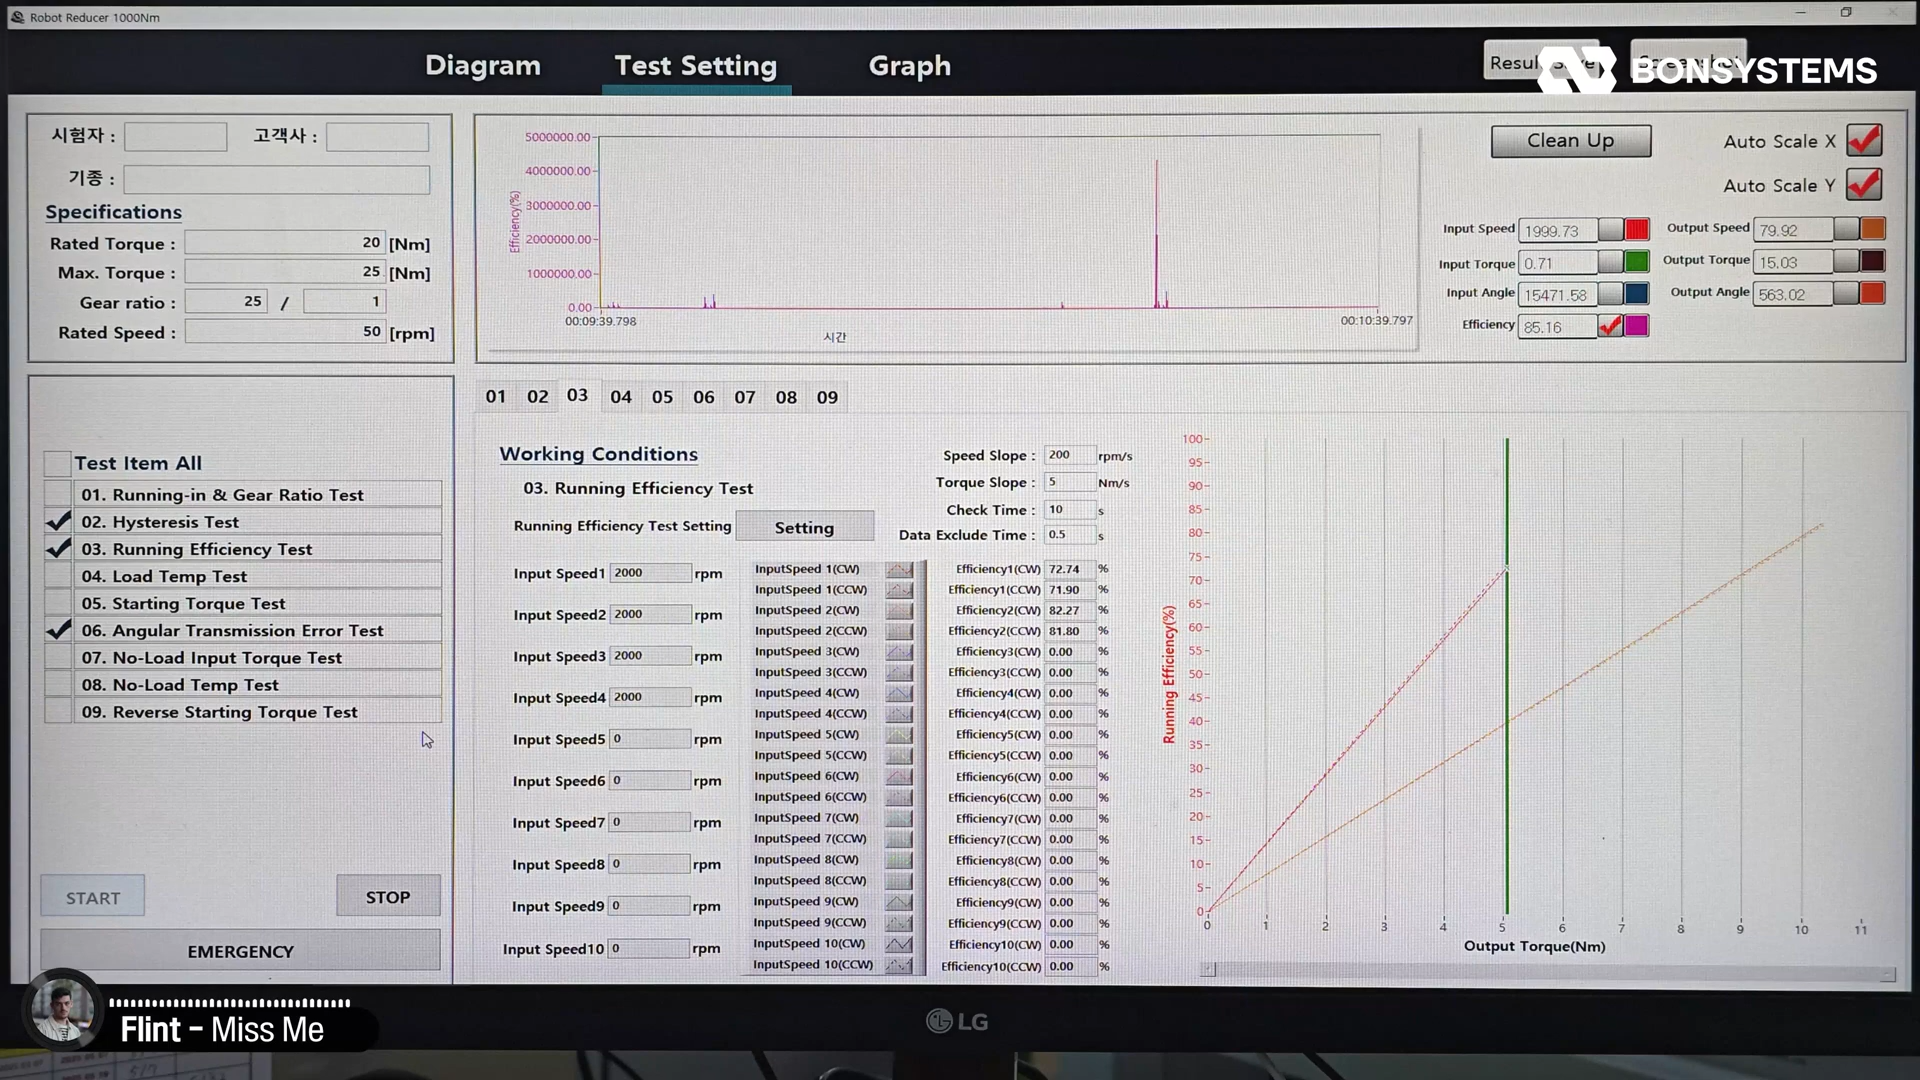 Robot Reducer 1000Nm
Diagram
Test Setting
Graph
BONSYSTEMS
시험자 :
고객사 :
기종 :
Specifications
Rated Torque : 20 [Nm]
Max. Torque : 25 [Nm]
Gear ratio : 25 / 1
Rated Speed : 50 [rpm]
Test Item All
01. Running-in & Gear Ratio Test
02. Hysteresis Test
03. Running Efficiency Test
04. Load Temp Test
05. Starting Torque Test
06. Angular Transmission Error Test
07. No-Load Input Torque Test
08. No-Load Temp Test
09. Reverse Starting Torque Test
START
STOP
EMERGENCY
5000000.00
4000000.00
3000000.00
2000000.00
1000000.00
0.00
Efficiency(%)
00:09:39.798
00:10:39.797
시간
Clean Up
Auto Scale X
Auto Scale Y
Input Speed 1999.73
Output Speed 79.92
Input Torque 0.71
Output Torque 15.03
Input Angle 15471.58
Output Angle 563.02
Efficiency 85.16
01 02 03 04 05 06 07 08 09
Working Conditions
03. Running Efficiency Test
Running Efficiency Test Setting
Setting
Speed Slope : 200 rpm/s
Torque Slope : 5 Nm/s
Check Time : 10 s
Data Exclude Time : 0.5 s
Input Speed1 2000 rpm
Input Speed2 2000 rpm
Input Speed3 2000 rpm
Input Speed4 2000 rpm
Input Speed5 0 rpm
Input Speed6 0 rpm
Input Speed7 0 rpm
Input Speed8 0 rpm
Input Speed9 0 rpm
Input Speed10 0 rpm
InputSpeed 1(CW)
InputSpeed 1(CCW)
InputSpeed 2(CW)
InputSpeed 2(CCW)
InputSpeed 3(CW)
InputSpeed 3(CCW)
InputSpeed 4(CW)
InputSpeed 4(CCW)
InputSpeed 5(CW)
InputSpeed 5(CCW)
InputSpeed 6(CW)
InputSpeed 6(CCW)
InputSpeed 7(CW)
InputSpeed 7(CCW)
InputSpeed 8(CW)
InputSpeed 8(CCW)
InputSpeed 9(CW)
InputSpeed 9(CCW)
InputSpeed 10(CW)
InputSpeed 10(CCW)
Efficiency1(CW) 72.74 %
Efficiency1(CCW) 71.90 %
Efficiency2(CW) 82.27 %
Efficiency2(CCW) 81.80 %
Efficiency3(CW) 0.00 %
Efficiency3(CCW) 0.00 %
Efficiency4(CW) 0.00 %
Efficiency4(CCW) 0.00 %
Efficiency5(CW) 0.00 %
Efficiency5(CCW) 0.00 %
Efficiency6(CW) 0.00 %
Efficiency6(CCW) 0.00 %
Efficiency7(CW) 0.00 %
Efficiency7(CCW) 0.00 %
Efficiency8(CW) 0.00 %
Efficiency8(CCW) 0.00 %
Efficiency9(CW) 0.00 %
Efficiency9(CCW) 0.00 %
Efficiency10(CW) 0.00 %
Efficiency10(CCW) 0.00 %
100
95
90
85
80
75
70
65
60
55
50
45
40
35
30
25
20
15
10
5
0
Running Efficiency(%)
0 1 2 3 4 5 6 7 8 9 10 11
Output Torque(Nm)
Flint – Miss Me
LG